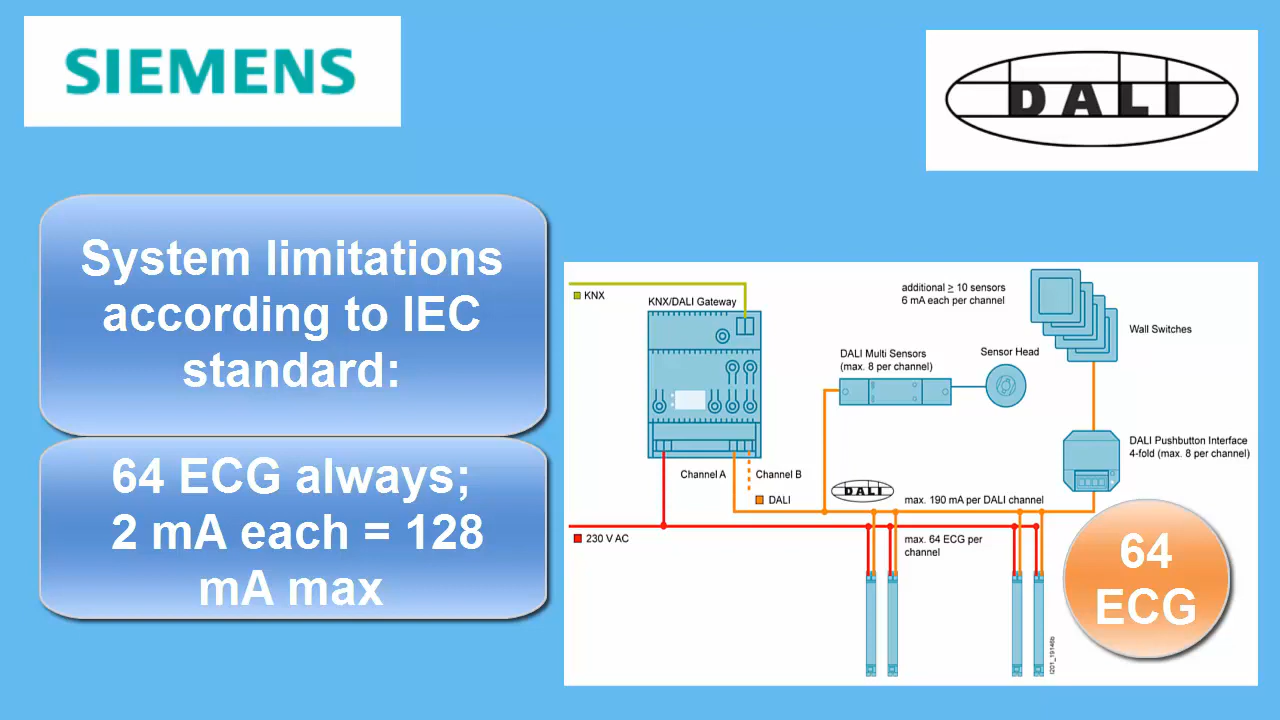 SIEMENS
DALI
System limitations
according to IEC
standard:
64 ECG always;
2 mA each = 128
mA max
KNX
KNX/DALI Gateway
additional ≥ 10 sensors
6 mA each per channel
Wall Switches
DALI Multi Sensors
(max. 8 per channel)
Sensor Head
DALI Pushbutton Interface
4-fold (max. 8 per channel)
Channel A
Channel B
DALI
DALI
max. 190 mA per DALI channel
230 V AC
max. 64 ECG per
channel
64
ECG
I201_19146b